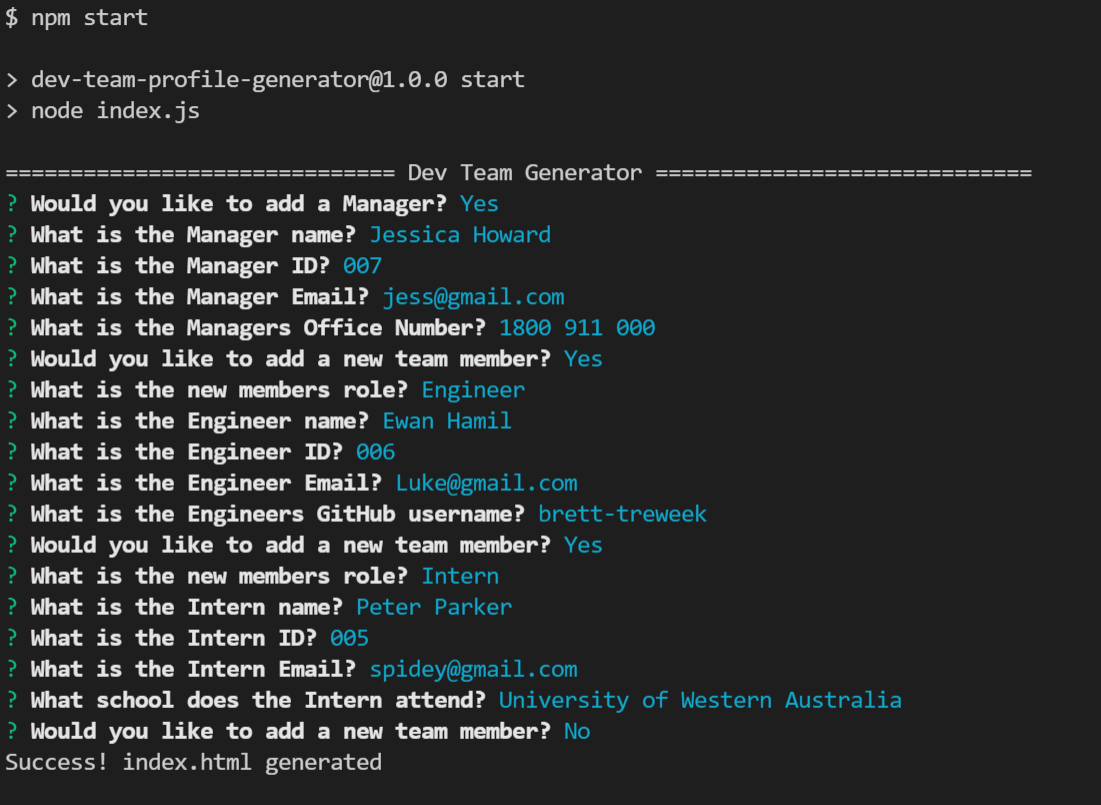 $ npm start
> dev-team-profile-generator@1.0.0 start
> node index.js
============================== Dev Team Generator =============================
? Would you like to add a Manager? Yes
? What is the Manager name? Jessica Howard
? What is the Manager ID? 007
? What is the Manager Email? jess@gmail.com
? What is the Managers Office Number? 1800 911 000
? Would you like to add a new team member? Yes
? What is the new members role? Engineer
? What is the Engineer name? Ewan Hamil
? What is the Engineer ID? 006
? What is the Engineer Email? Luke@gmail.com
? What is the Engineers GitHub username? brett-treweek
? Would you like to add a new team member? Yes
? What is the new members role? Intern
? What is the Intern name? Peter Parker
? What is the Intern ID? 005
? What is the Intern Email? spidey@gmail.com
? What school does the Intern attend? University of Western Australia
? Would you like to add a new team member? No
Success! index.html generated